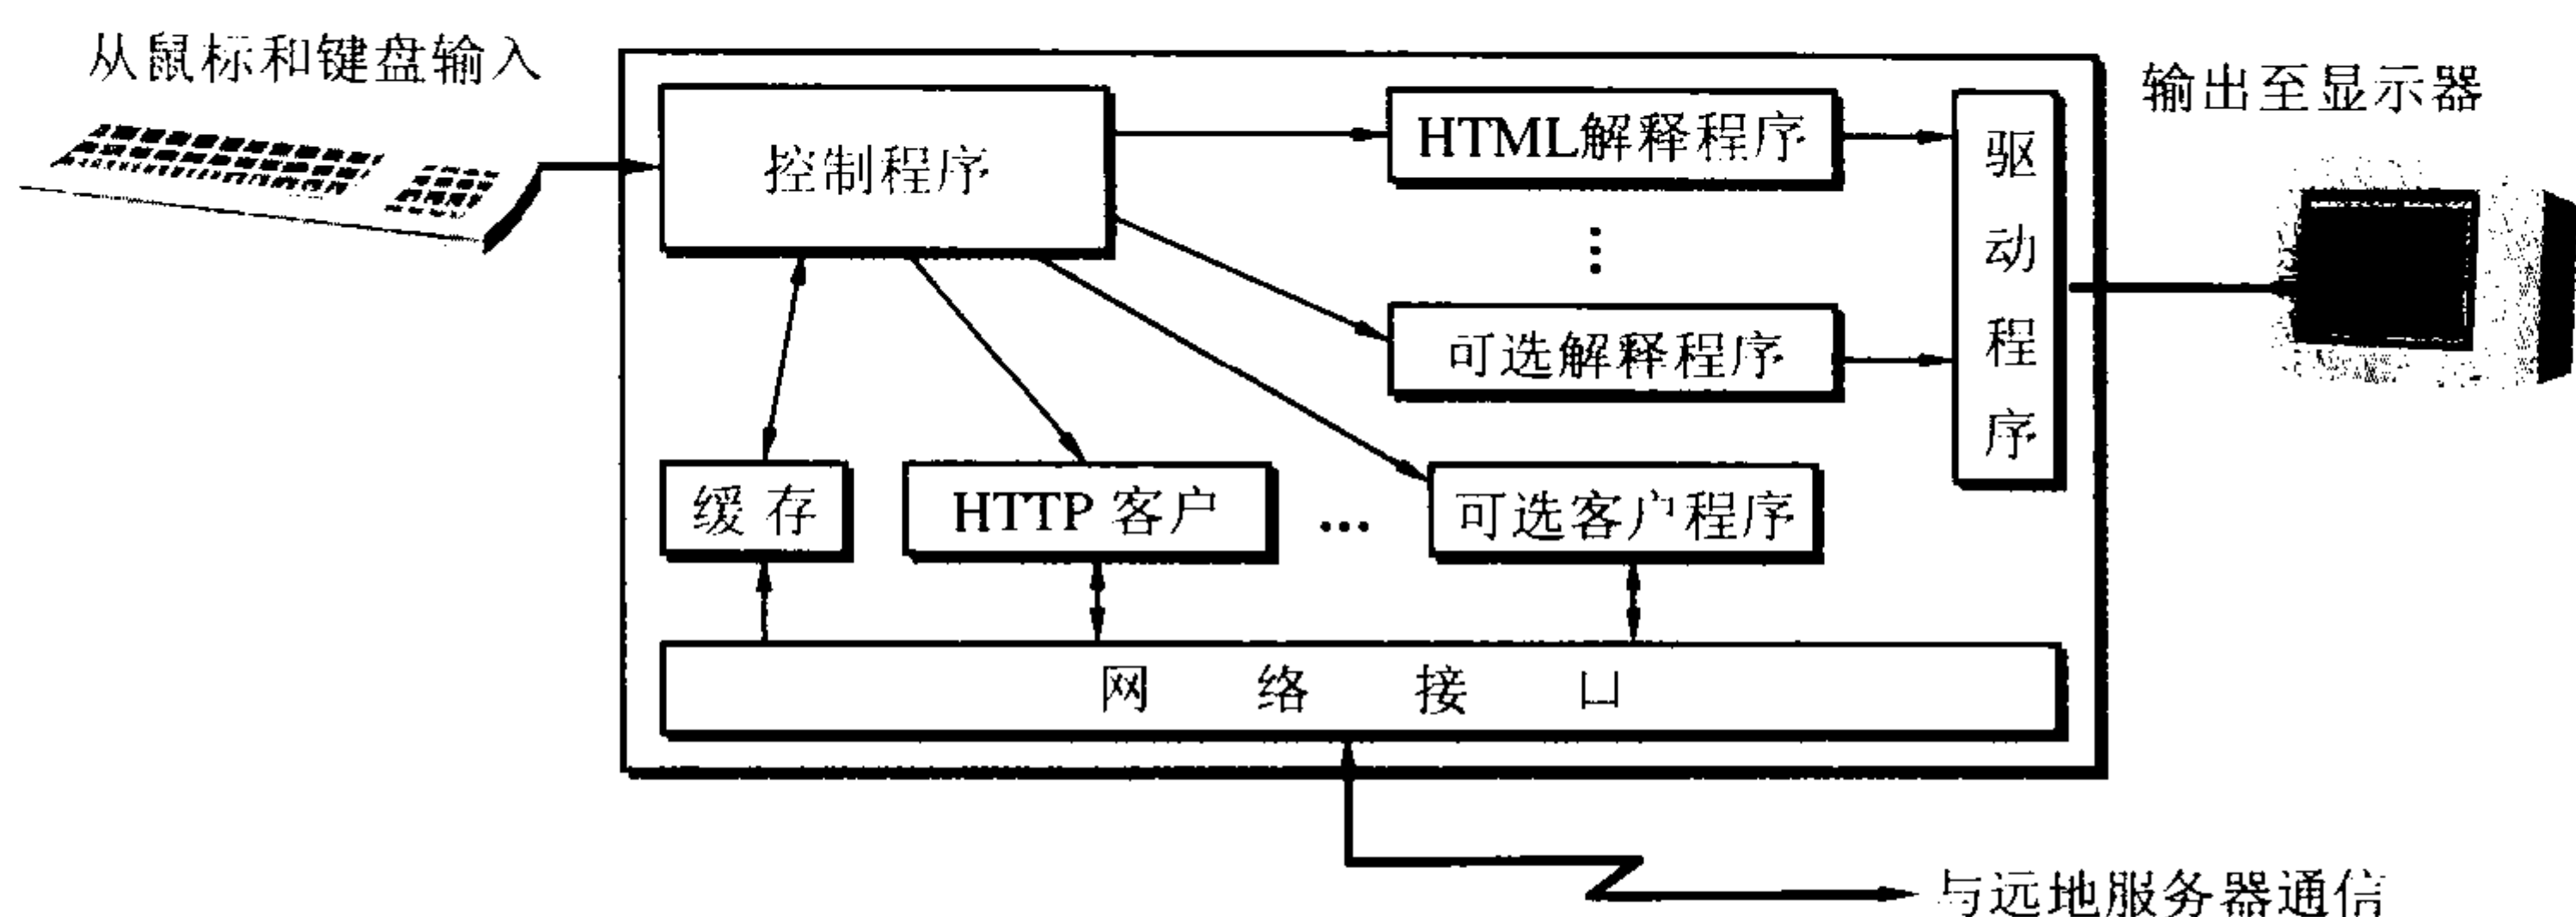 从鼠标和键盘输入
输出至显示器
控制程序
HTML解释程序
驱动程序
可选解释程序
缓存
HTTP 客户
...
可选客户程序
网络接口
与远地服务器通信